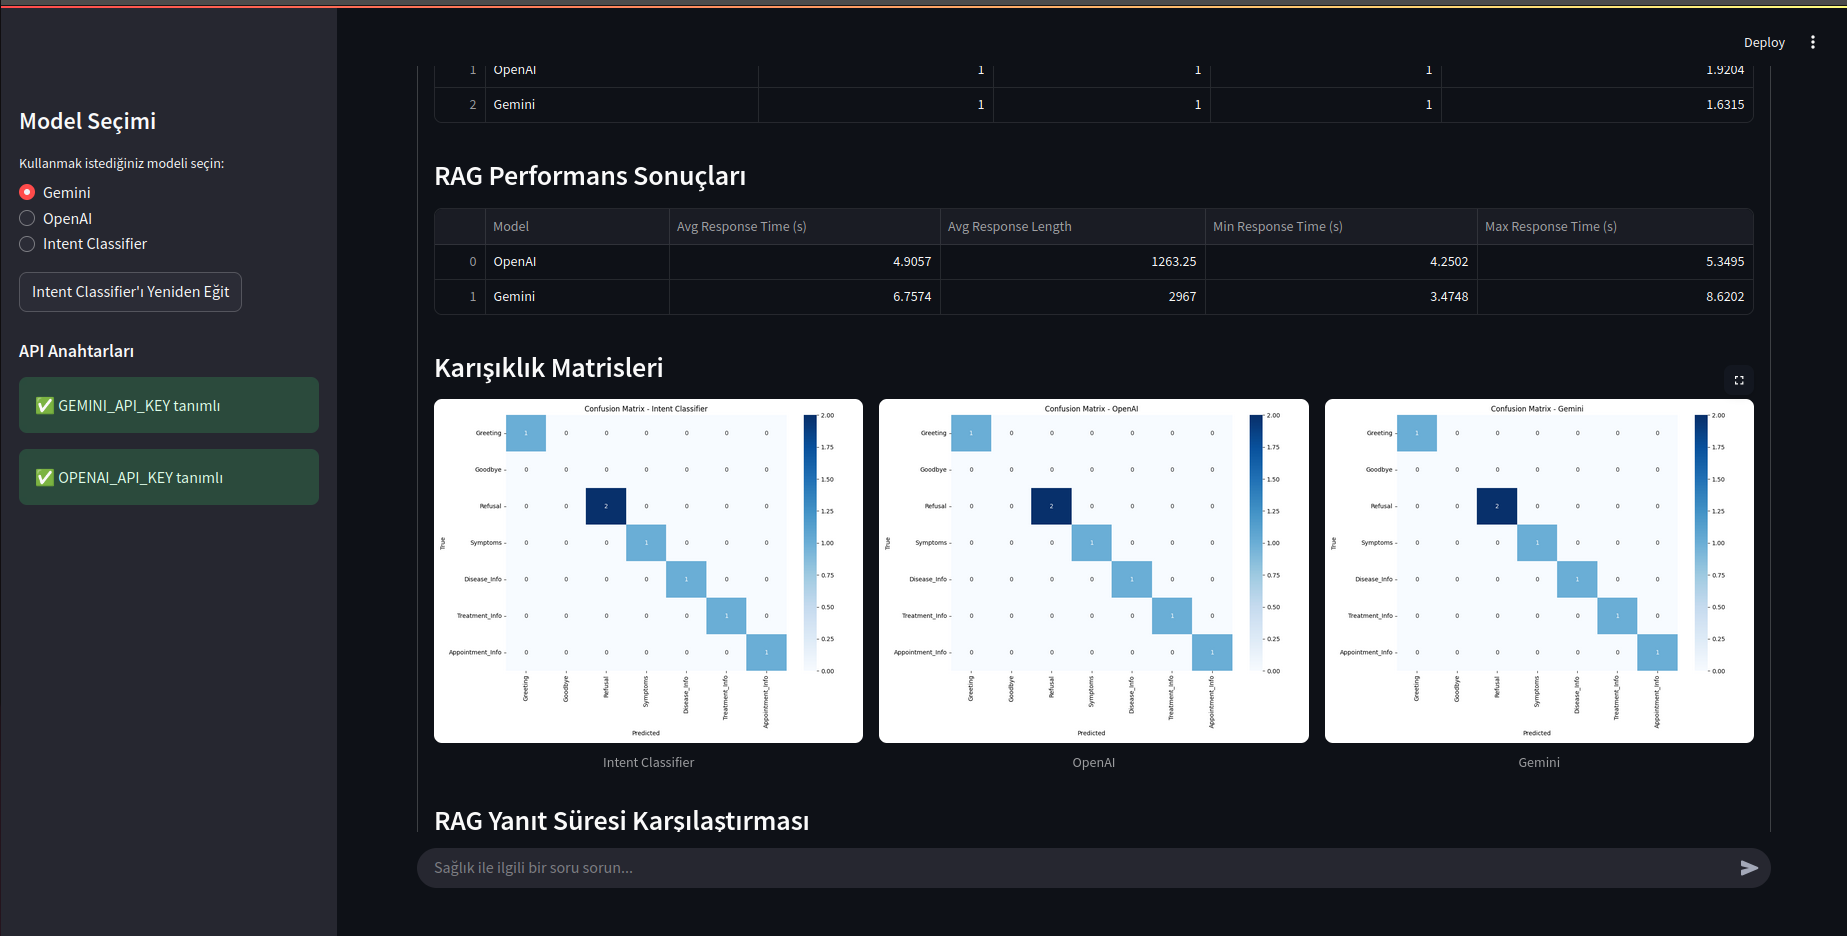 Deploy
Model Seçimi
Kullanmak istediğiniz modeli seçin:
Gemini
OpenAI
Intent Classifier
Intent Classifier'ı Yeniden Eğit
API Anahtarları
✅ GEMINI_API_KEY tanımlı
✅ OPENAI_API_KEY tanımlı
1 OpenAI 1 1 1 1.9204
2 Gemini 1 1 1 1.6315
RAG Performans Sonuçları
Model Avg Response Time (s) Avg Response Length Min Response Time (s) Max Response Time (s)
0 OpenAI 4.9057 1263.25 4.2502 5.3495
1 Gemini 6.7574 2967 3.4748 8.6202
Karışıklık Matrisleri
Confusion Matrix - Intent Classifier
Greeting 1 0 0 0 0 0 0
Goodbye 0 0 0 0 0 0 0
Refusal 0 0 2 0 0 0 0
Symptoms 0 0 0 1 0 0 0
Disease_Info 0 0 0 0 1 0 0
Treatment_Info 0 0 0 0 0 1 0
Appointment_Info 0 0 0 0 0 0 1
True
Greeting Goodbye Refusal Symptoms Disease_Info Treatment_Info Appointment_Info
Predicted
2.00
1.75
1.50
1.25
1.00
0.75
0.50
0.25
0.00
Intent Classifier
Confusion Matrix - OpenAI
Greeting 1 0 0 0 0 0 0
Goodbye 0 0 0 0 0 0 0
Refusal 0 0 2 0 0 0 0
Symptoms 0 0 0 1 0 0 0
Disease_Info 0 0 0 0 1 0 0
Treatment_Info 0 0 0 0 0 1 0
Appointment_Info 0 0 0 0 0 0 1
True
Greeting Goodbye Refusal Symptoms Disease_Info Treatment_Info Appointment_Info
Predicted
2.00
1.75
1.50
1.25
1.00
0.75
0.50
0.25
0.00
OpenAI
Confusion Matrix - Gemini
Greeting 1 0 0 0 0 0 0
Goodbye 0 0 0 0 0 0 0
Refusal 0 0 2 0 0 0 0
Symptoms 0 0 0 1 0 0 0
Disease_Info 0 0 0 0 1 0 0
Treatment_Info 0 0 0 0 0 1 0
Appointment_Info 0 0 0 0 0 0 1
True
Greeting Goodbye Refusal Symptoms Disease_Info Treatment_Info Appointment_Info
Predicted
2.00
1.75
1.50
1.25
1.00
0.75
0.50
0.25
0.00
Gemini
RAG Yanıt Süresi Karşılaştırması
Sağlık ile ilgili bir soru sorun...